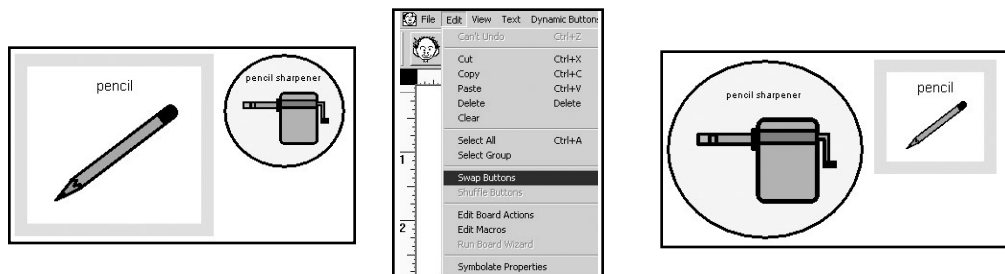 pencil
pencil sharpener
File Edit View Text Dynamic Button
Can't Undo Ctrl+Z
Cut Ctrl+X
Copy Ctrl+C
Paste Ctrl+V
Delete Delete
Clear
Select All Ctrl+A
Select Group
Swap Buttons
Shuffle Buttons
Edit Board Actions
Edit Macros
Run Board Wizard
Symbolate Properties
1
2
pencil sharpener
pencil